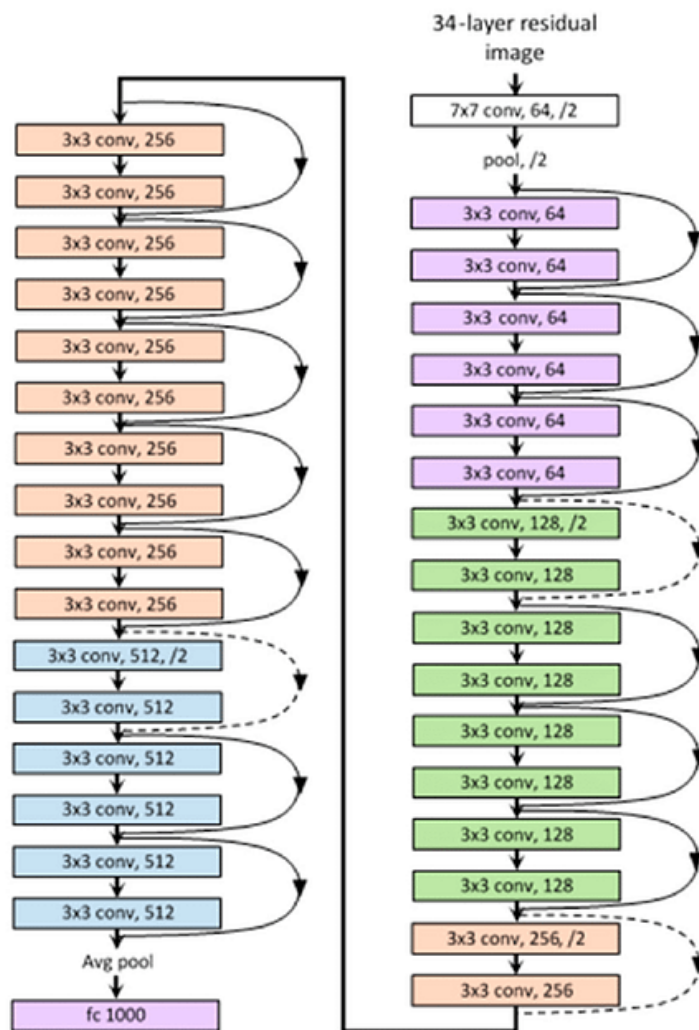 34-layer residual
image
7x7 conv, 64, /2
pool, /2
3x3 conv, 64
3x3 conv, 64
3x3 conv, 64
3x3 conv, 64
3x3 conv, 64
3x3 conv, 64
3x3 conv, 128, /2
3x3 conv, 128
3x3 conv, 128
3x3 conv, 128
3x3 conv, 128
3x3 conv, 128
3x3 conv, 128
3x3 conv, 128
3x3 conv, 256, /2
3x3 conv, 256
3x3 conv, 256
3x3 conv, 256
3x3 conv, 256
3x3 conv, 256
3x3 conv, 256
3x3 conv, 256
3x3 conv, 256
3x3 conv, 256
3x3 conv, 256
3x3 conv, 256
3x3 conv, 512, /2
3x3 conv, 512
3x3 conv, 512
3x3 conv, 512
3x3 conv, 512
3x3 conv, 512
Avg pool
fc 1000